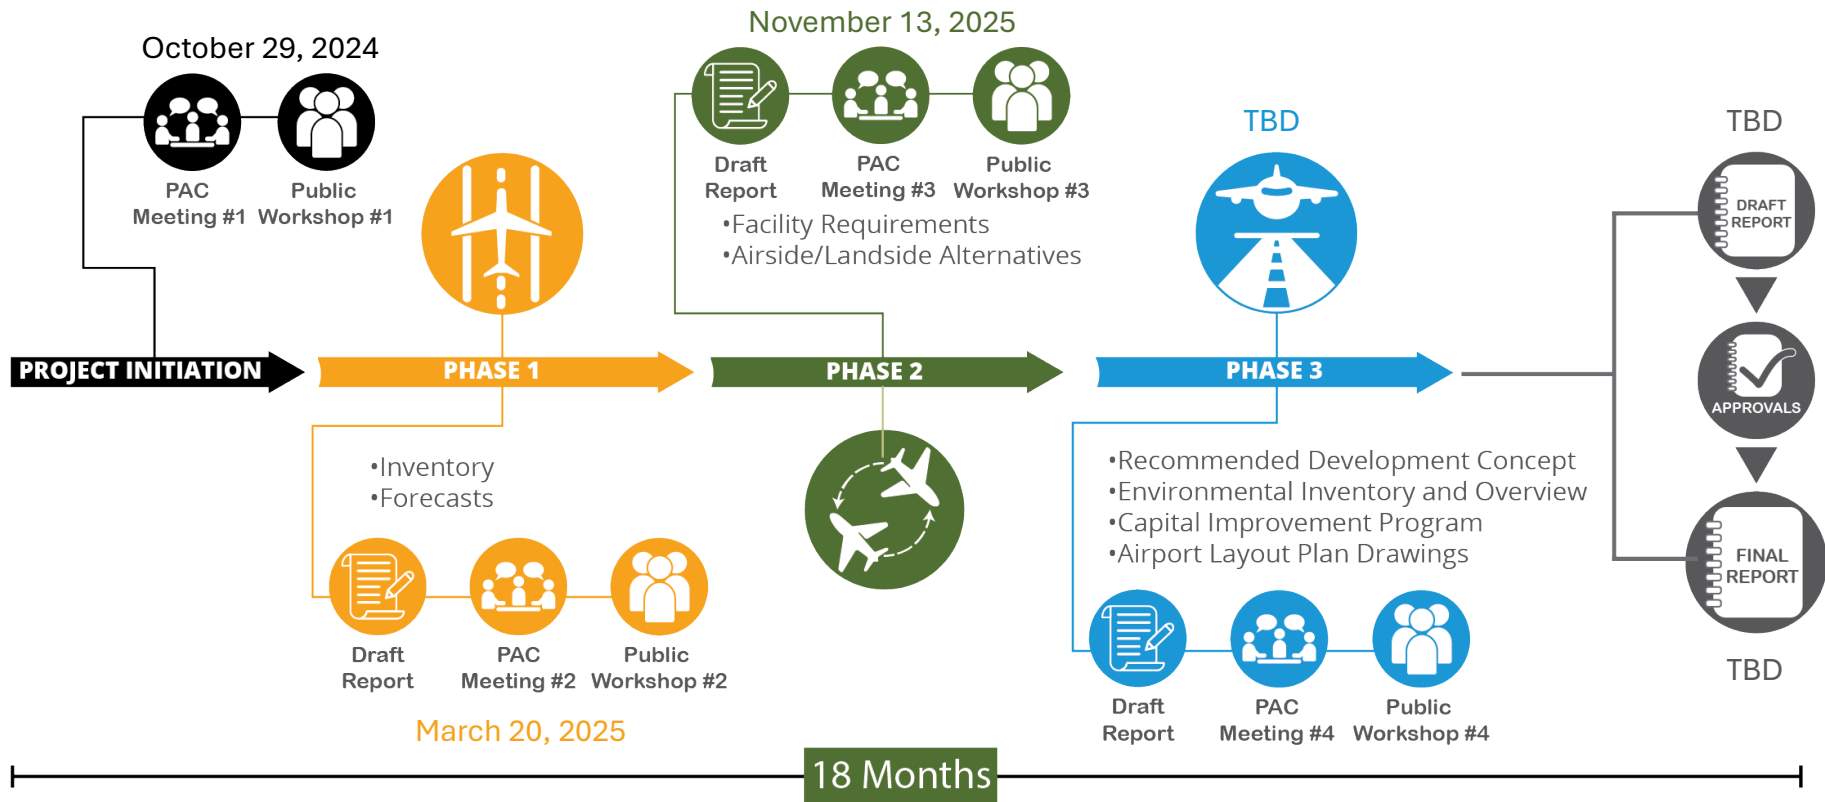 October 29, 2024
PAC
Meeting #1
Public
Workshop #1
PROJECT INITIATION
PHASE 1
•Inventory
•Forecasts
Draft
Report
PAC
Meeting #2
Public
Workshop #2
March 20, 2025
November 13, 2025
Draft
Report
PAC
Meeting #3
Public
Workshop #3
•Facility Requirements
•Airside/Landside Alternatives
PHASE 2
TBD
PHASE 3
•Recommended Development Concept
•Environmental Inventory and Overview
•Capital Improvement Program
•Airport Layout Plan Drawings
Draft
Report
PAC
Meeting #4
Public
Workshop #4
TBD
DRAFT
REPORT
APPROVALS
FINAL
REPORT
TBD
18 Months